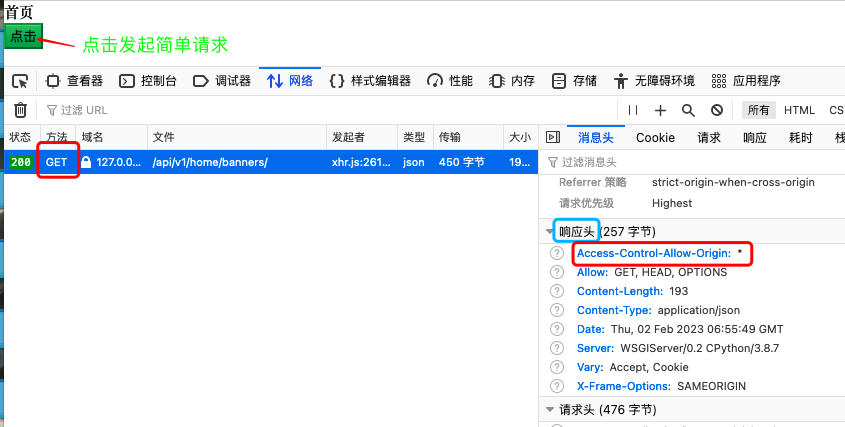 首页
点击
点击发起简单请求
查看器 控制台 调试器 网络 样式编辑器 性能 内存 存储 无障碍环境 应用程序
过滤 URL
所有 HTML CS
状态 方法 域名 文件 发起者 类型 传输 大小
消息头 Cookie 请求 响应 耗时
200 GET 127.0.0... /api/v1/home/banners/ xhr.js:261... json 450 字节 19...
过滤消息头
Referrer 策略 strict-origin-when-cross-origin
请求优先级 Highest
响应头 (257 字节)
Access-Control-Allow-Origin: *
Allow: GET, HEAD, OPTIONS
Content-Length: 193
Content-Type: application/json
Date: Thu, 02 Feb 2023 06:55:49 GMT
Server: WSGIServer/0.2 CPython/3.8.7
Vary: Accept, Cookie
X-Frame-Options: SAMEORIGIN
请求头 (476 字节)